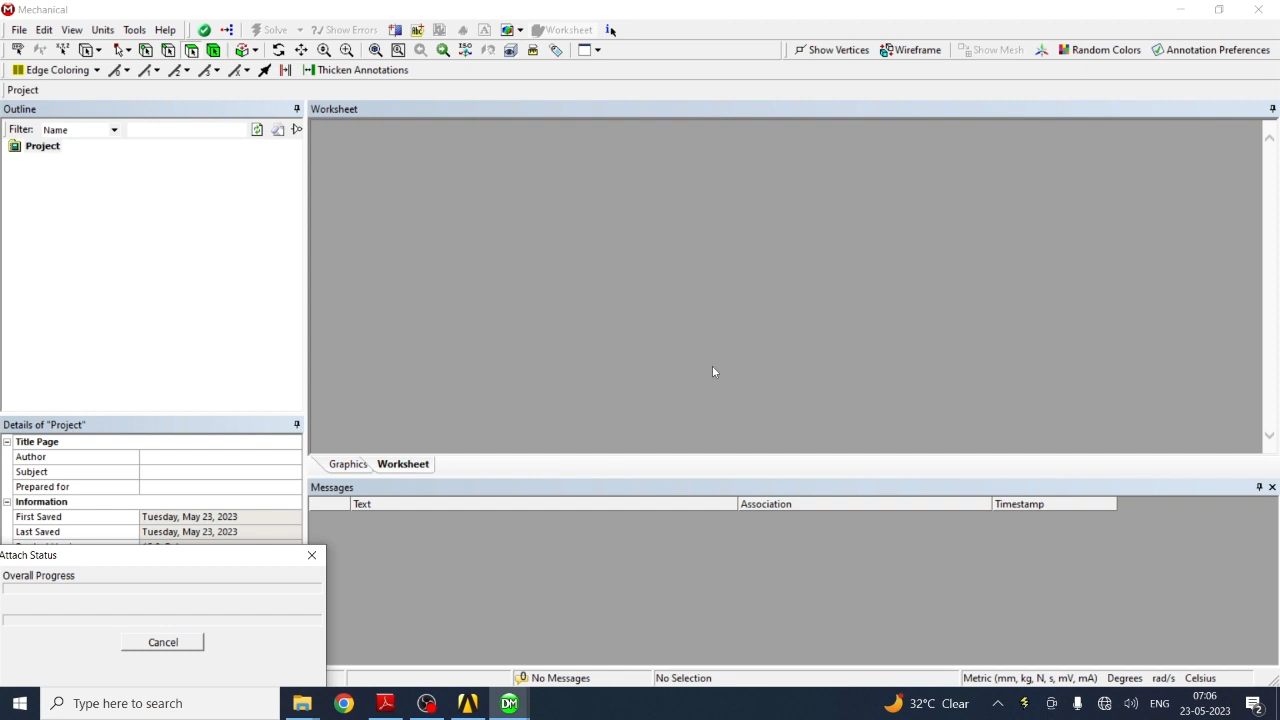 Mechanical
File Edit View Units Tools Help Solve ?/ Show Errors Worksheet
Show Vertices Wireframe Show Mesh Random Colors Annotation Preferences
Edge Coloring Thicken Annotations
Project
Outline
Filter: Name
Project
Worksheet
Details of "Project"
Title Page
Author
Subject
Prepared for
Information
First Saved Tuesday, May 23, 2023
Last Saved Tuesday, May 23, 2023
Graphics Worksheet
Messages
Text Association Timestamp
Attach Status
Overall Progress
Cancel
No Messages No Selection Metric (mm, kg, N, s, mV, mA) Degrees rad/s Celsius
Type here to search
DM
32°C Clear
ENG
07:06
23-05-2023
2